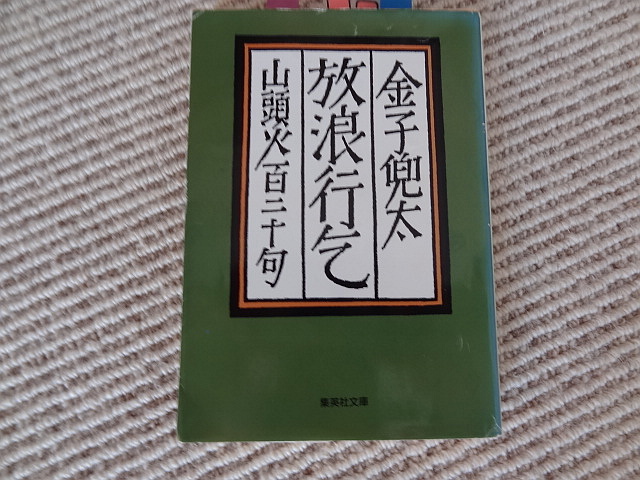 金子兜太
放浪行乞
山頭火百二十句
集英社文庫